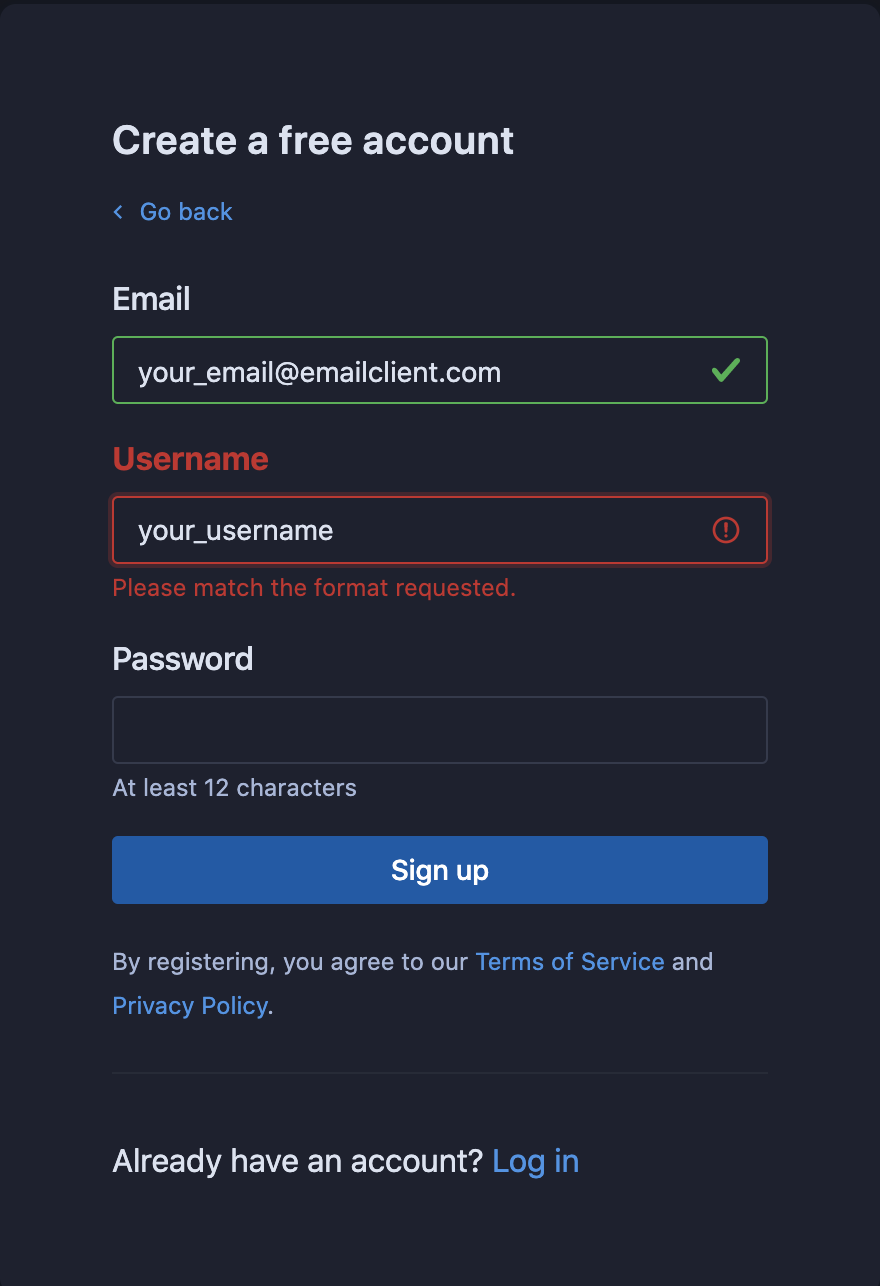 Create a free account
Go back
Email
your_email@emailclient.com
Username
your_username
Please match the format requested.
Password
At least 12 characters
Sign up
By registering, you agree to our Terms of Service and
Privacy Policy.
Already have an account? Log in